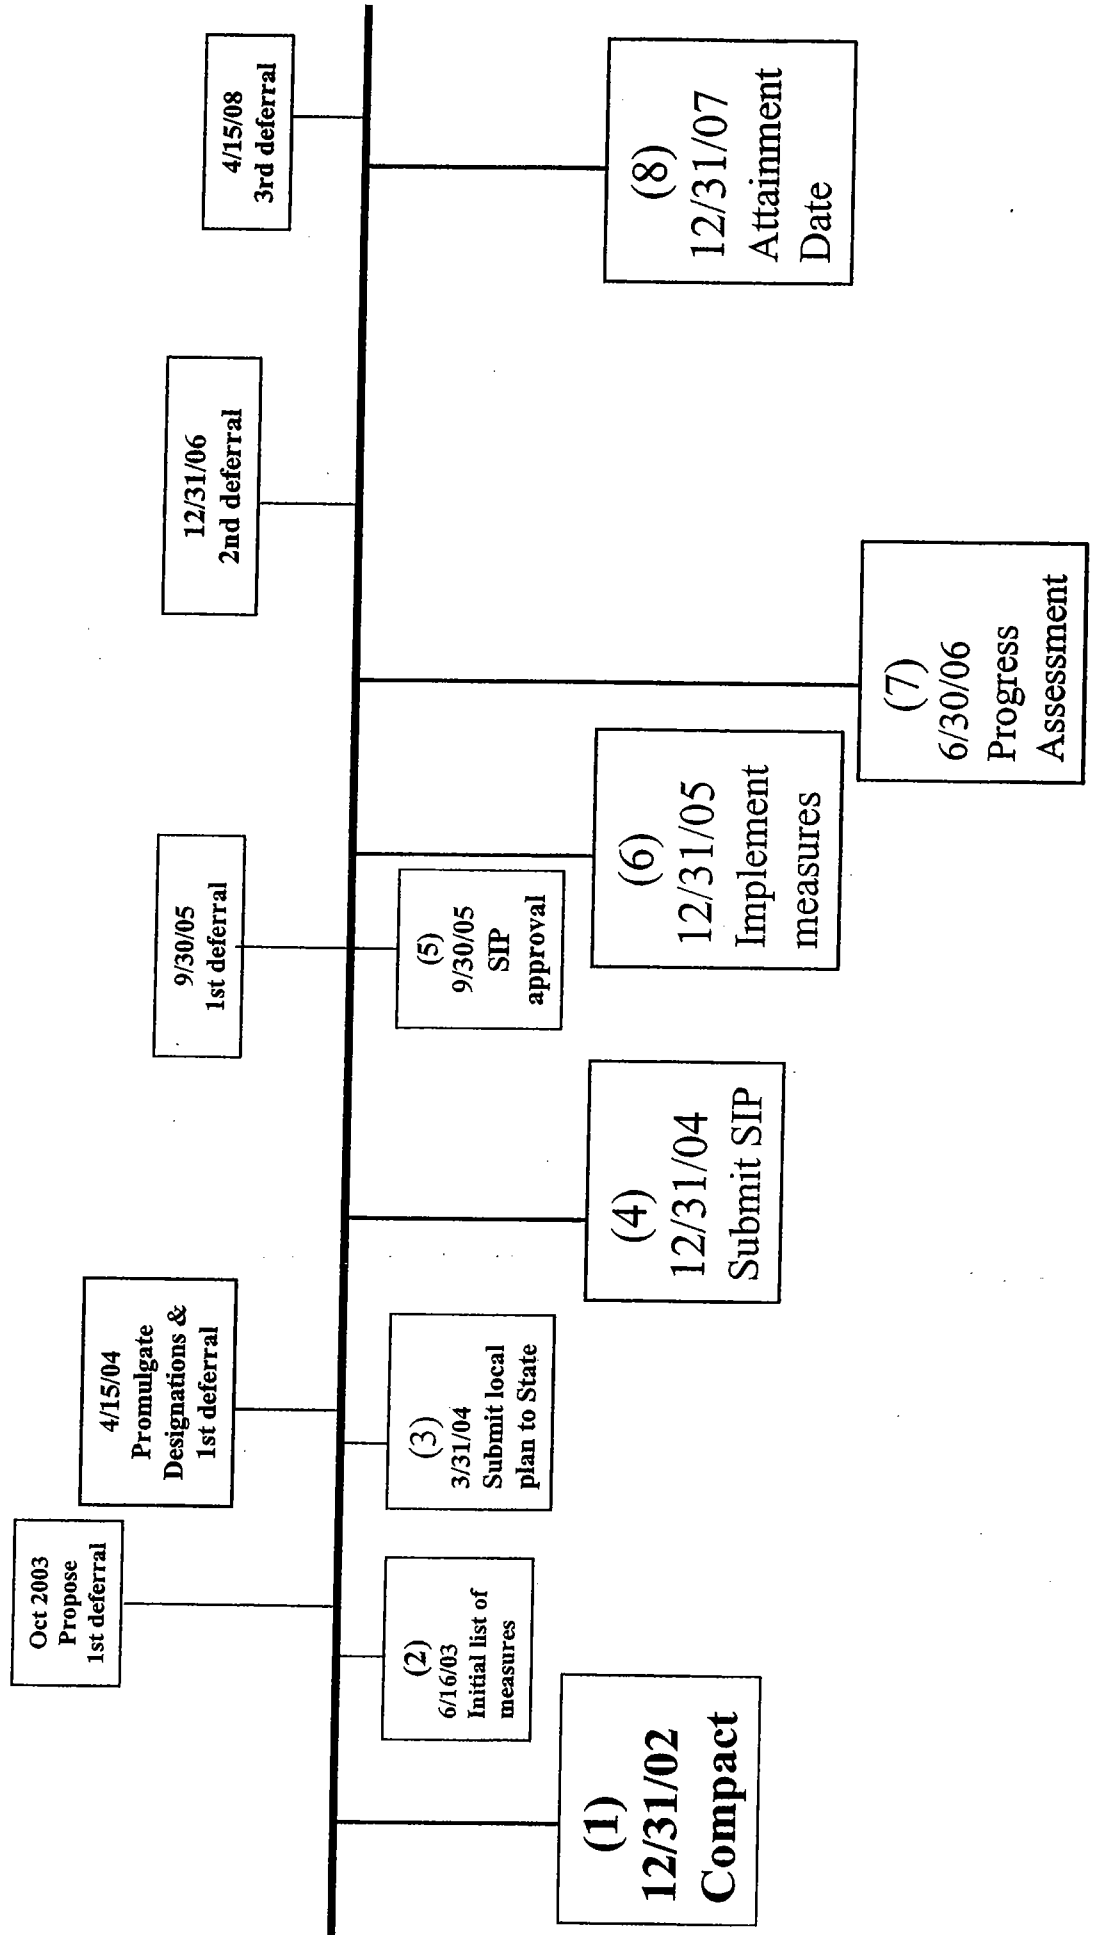 Oct 2003
Propose
1st deferral
4/15/04
Promulgate
Designations &
1st deferral
9/30/05
1st deferral
12/31/06
2nd deferral
4/15/08
3rd deferral
(1)
12/31/02
Compact
(2)
6/16/03
Initial list of
measures
(3)
3/31/04
Submit local
plan to State
(4)
12/31/04
Submit SIP
(5)
9/30/05
SIP
approval
(6)
12/31/05
Implement
measures
(7)
6/30/06
Progress
Assessment
(8)
12/31/07
Attainment
Date